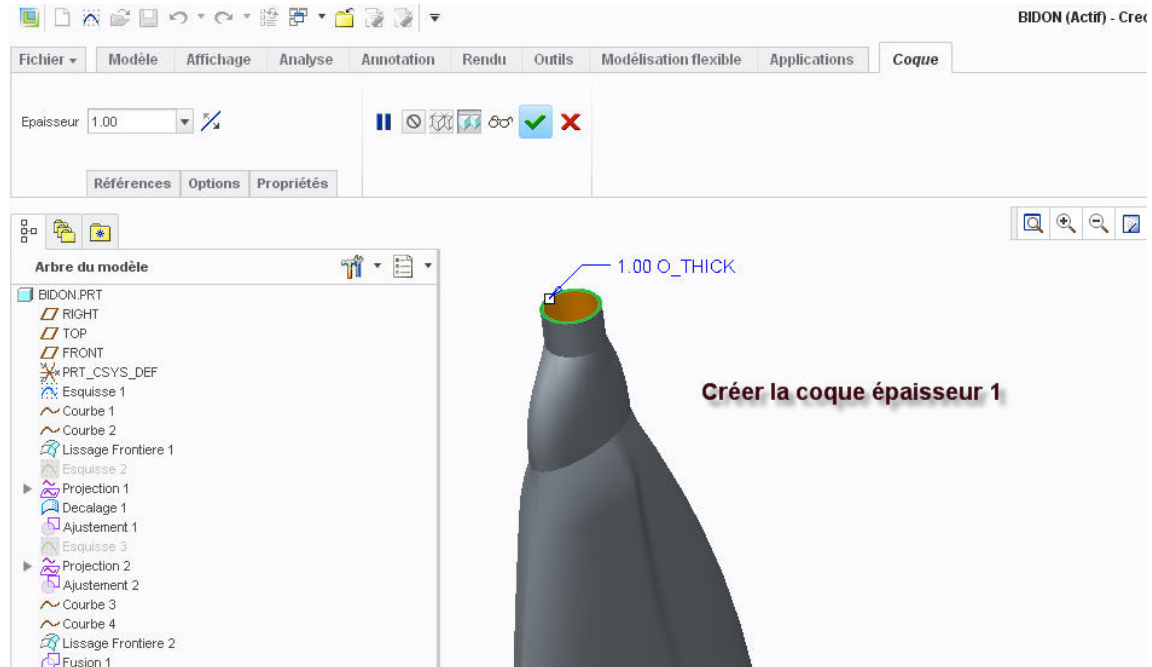 BIDON (Actif) - Creo
Fichier Modèle Affichage Analyse Annotation Rendu Outils Modélisation flexible Applications Coque
Epaisseur 1.00
Références Options Propriétés
Arbre du modèle
1.00 O_THICK
BIDON.PRT
RIGHT
TOP
FRONT
PRT_CSYS_DEF
Esquisse 1
Créer la coque épaisseur 1
Courbe 1
Courbe 2
Lissage Frontiere 1
Esquisse 2
Projection 1
Decalage 1
Ajustement 1
Esquisse 3
Projection 2
Ajustement 2
Courbe 3
Courbe 4
Lissage Frontiere 2
Fusion 1